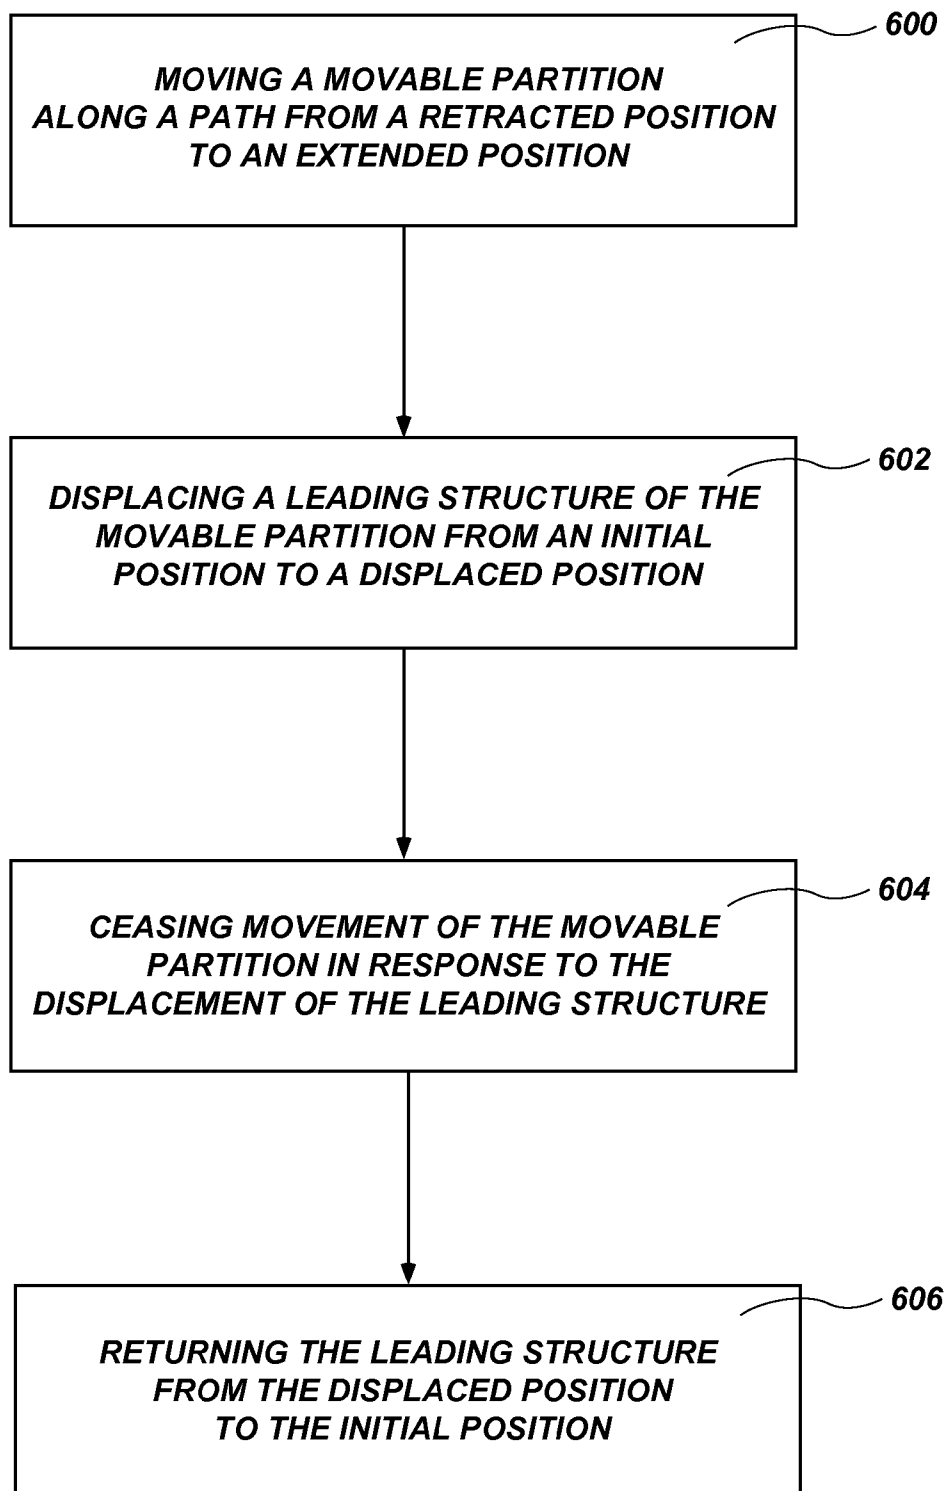 600
MOVING A MOVABLE PARTITION
ALONG A PATH FROM A RETRACTED POSITION
TO AN EXTENDED POSITION
602
DISPLACING A LEADING STRUCTURE OF THE
MOVABLE PARTITION FROM AN INITIAL
POSITION TO A DISPLACED POSITION
604
CEASING MOVEMENT OF THE MOVABLE
PARTITION IN RESPONSE TO THE
DISPLACEMENT OF THE LEADING STRUCTURE
606
RETURNING THE LEADING STRUCTURE
FROM THE DISPLACED POSITION
TO THE INITIAL POSITION